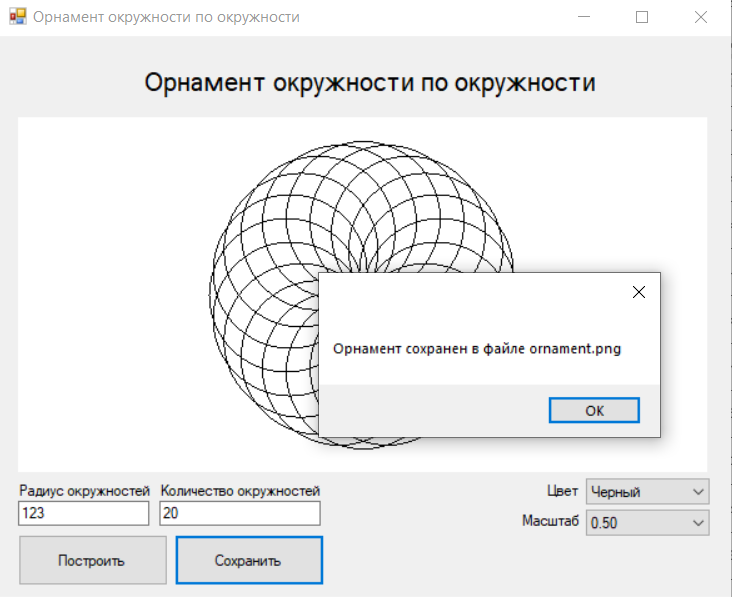 Орнамент окружности по окружности
Орнамент окружности по окружности
Орнамент сохранен в файле ornament.png
OK
Радиус окружностей Количество окружностей
123 20
Цвет Черный
Масштаб 0.50
Построить Сохранить